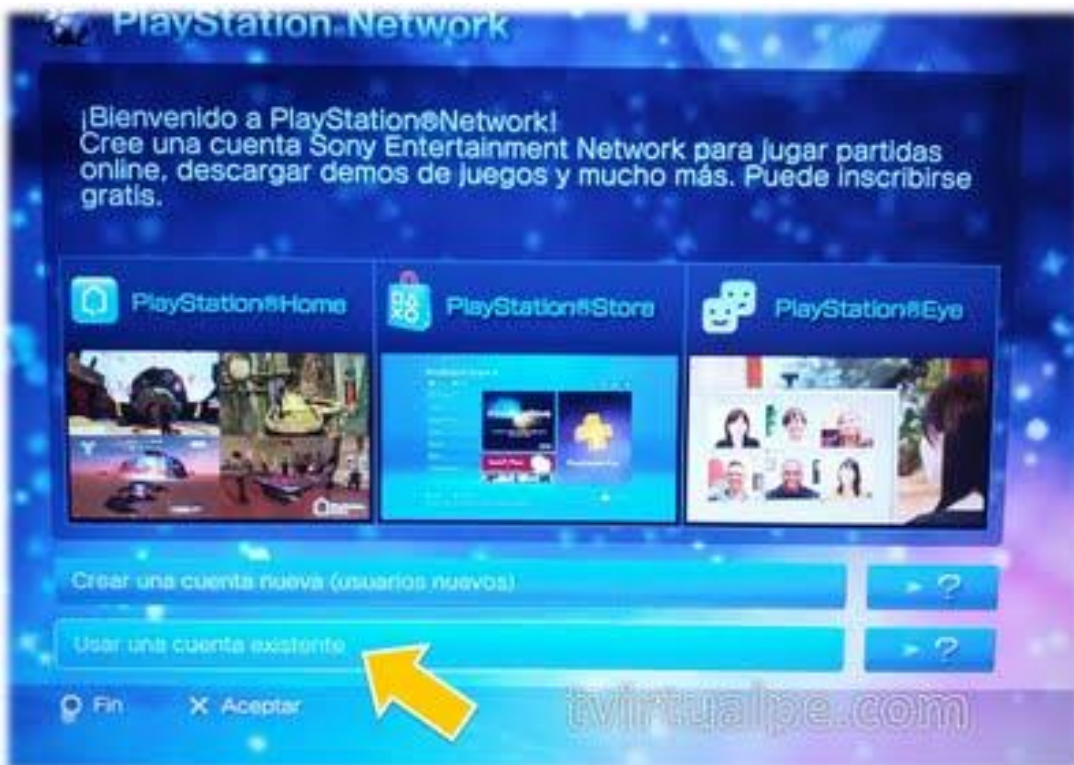 PlayStation®Network
¡Bienvenido a PlayStation®Network!
Cree una cuenta Sony Entertainment Network para jugar partidas
online, descargar demos de juegos y mucho más. Puede inscribirse
gratis.
PlayStation®Home
PlayStation®Store
PlayStation®Eye
Crear una cuenta nueva (usuarios nuevos)
?
Usar una cuenta existente
?
Fin
Aceptar
tvirtualpe.com